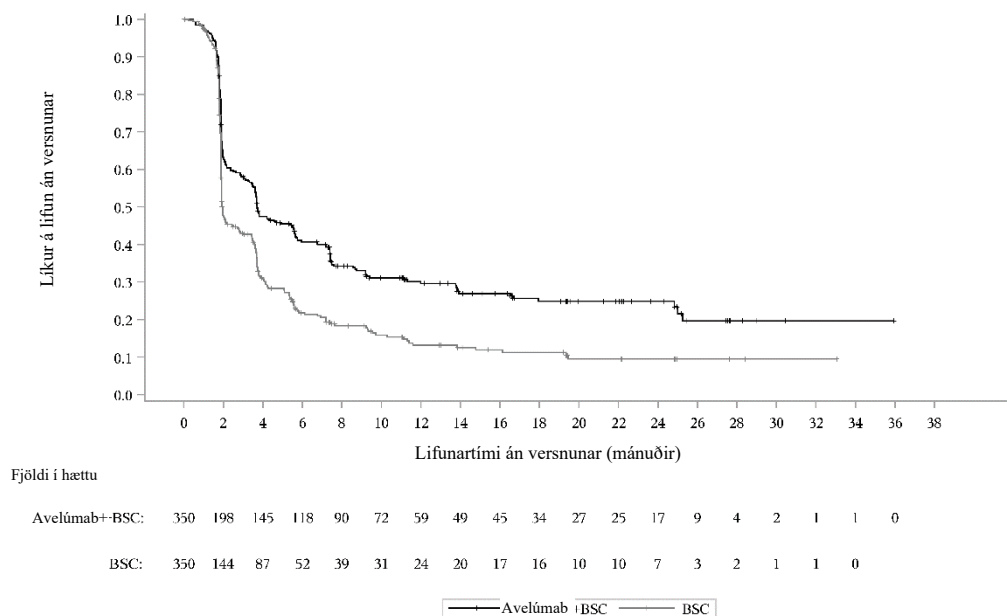 Líkur á lifun án versnunar
1.0
0.9
0.8
0.7
0.6
0.5
0.4
0.3
0.2
0.1
0.0
0 2 4 6 8 10 12 14 16 18 20 22 24 26 28 30 32 34 36 38
Lifunartími án versnunar (mánuðir)
Fjöldi í hættu
Avelúmab+BSC: 350 198 145 118 90 72 59 49 45 34 27 25 17 9 4 2 1 1 0
BSC: 350 144 87 52 39 31 24 20 17 16 10 10 7 3 2 1 1 0
Avelúmab +BSC BSC